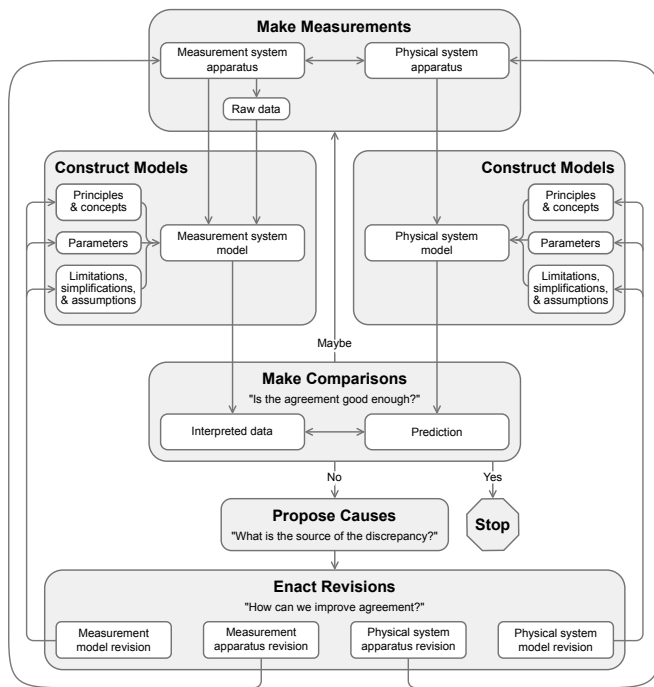 Make Measurements
Measurement system
apparatus
Physical system
apparatus
Raw data
Construct Models
Principles
& concepts
Parameters
Limitations,
simplifications,
& assumptions
Measurement system
model
Construct Models
Physical system
model
Principles
& concepts
Parameters
Limitations,
simplifications,
& assumptions
Maybe
Make Comparisons
"Is the agreement good enough?"
Interpreted data
Prediction
No
Yes
Propose Causes
"What is the source of the discrepancy?"
Stop
Enact Revisions
"How can we improve agreement?"
Measurement
model revision
Measurement
apparatus revision
Physical system
apparatus revision
Physical system
model revision